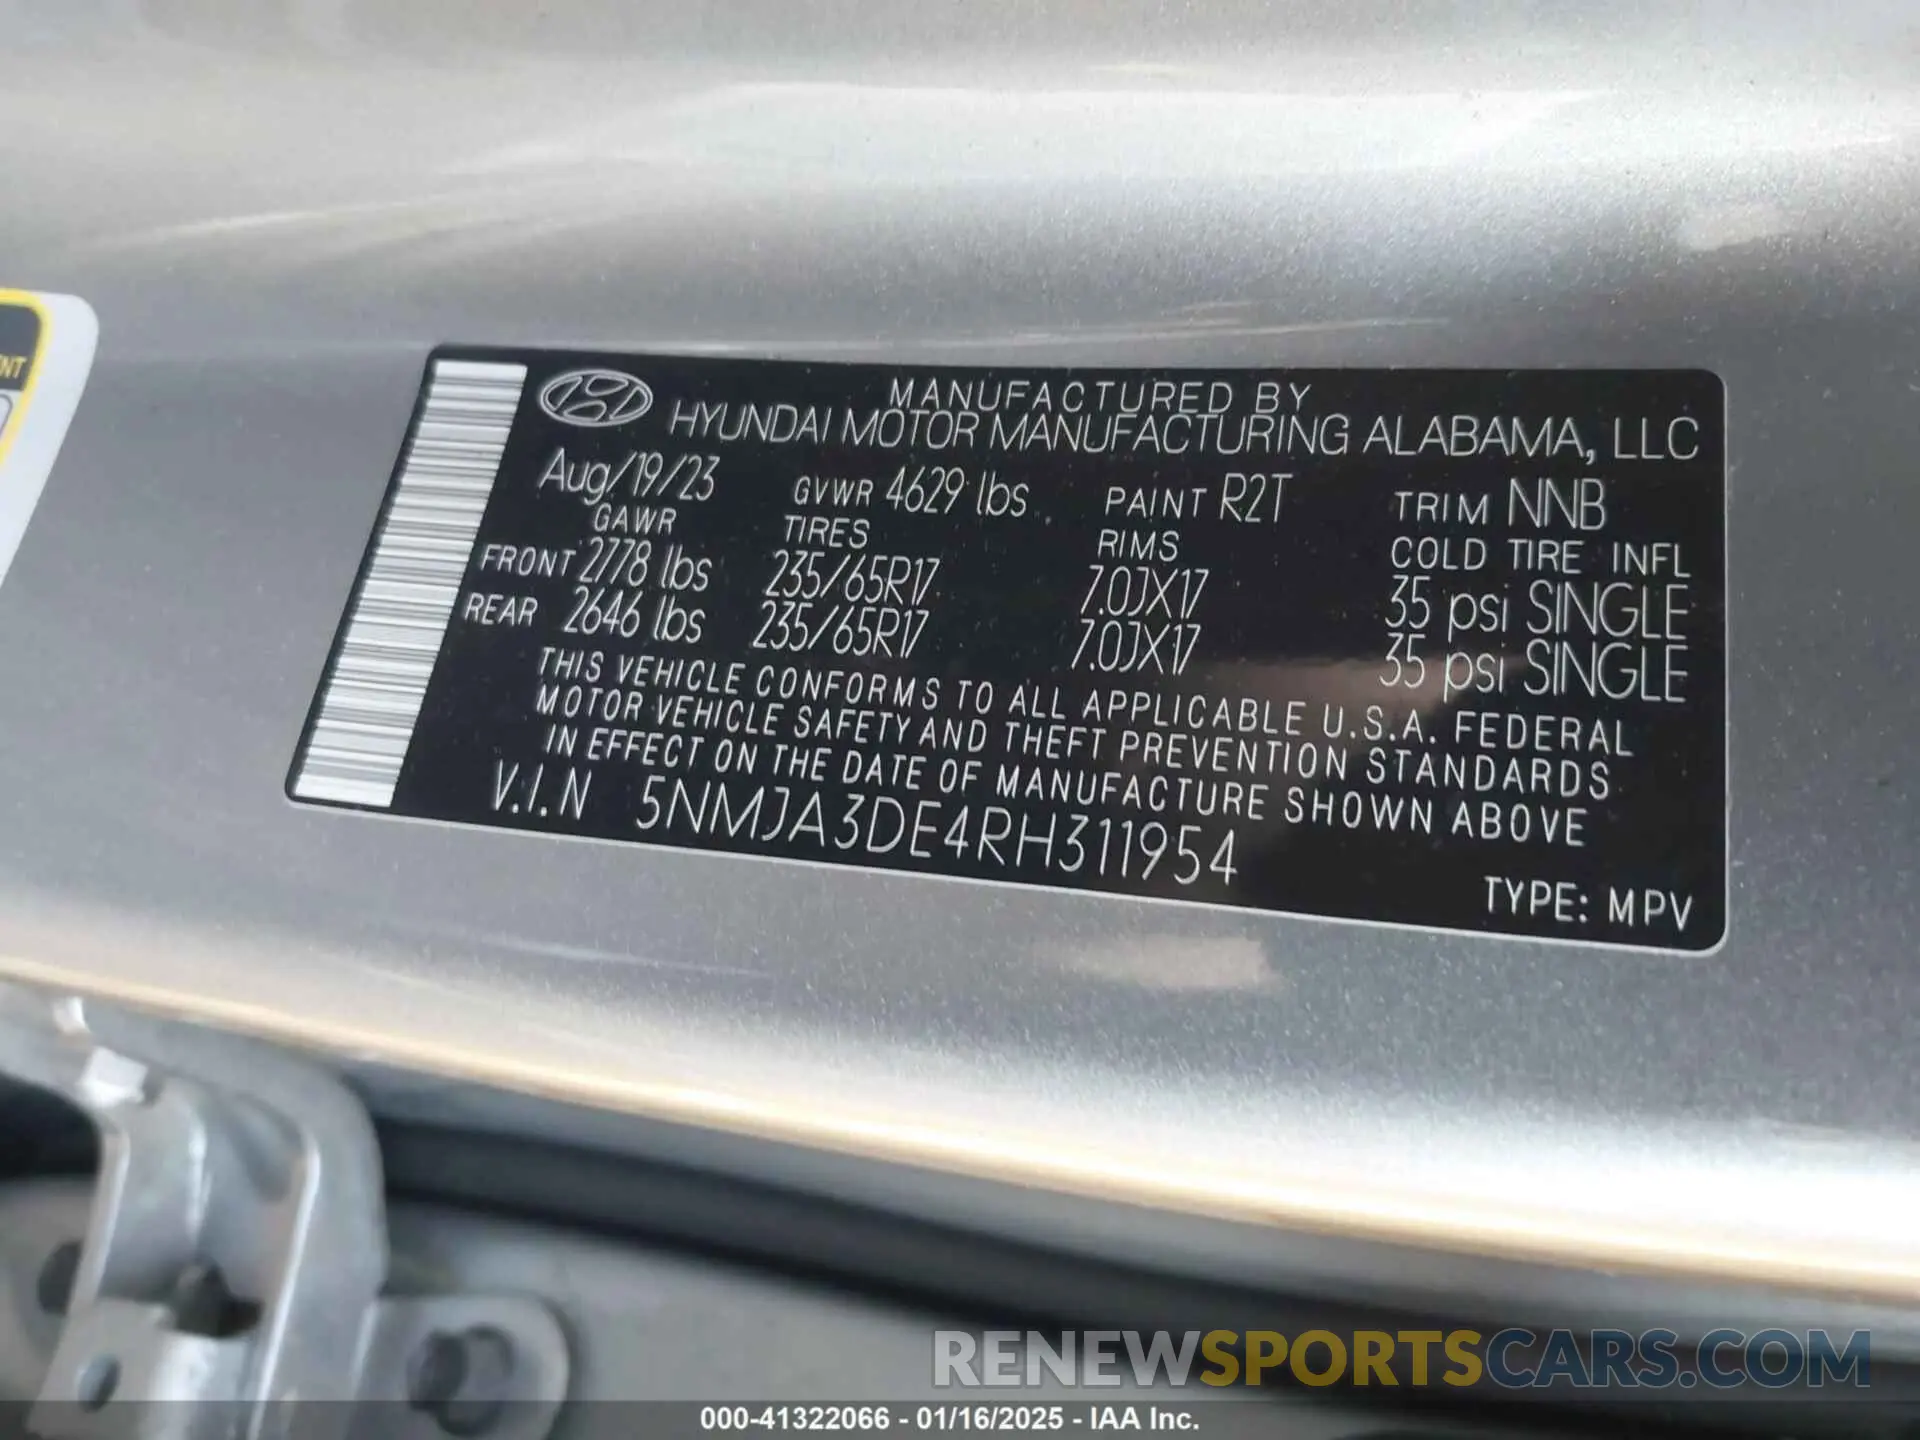 ENT
MANUFACTURED BY
HYUNDAI MOTOR MANUFACTURING ALABAMA, LLC
Aug/19/23 GVWR 4629 lbs PAINT R2T TRIM NNB
GAWR TIRES RIMS COLD TIRE INFL
FRONT 2778 lbs 235/65R17 7.0JX17 35 psi SINGLE
REAR 2646 lbs 235/65R17 7.0JX17 35 psi SINGLE
THIS VEHICLE CONFORMS TO ALL APPLICABLE U.S.A. FEDERAL
MOTOR VEHICLE SAFETY AND THEFT PREVENTION STANDARDS
IN EFFECT ON THE DATE OF MANUFACTURE SHOWN ABOVE
V.I.N 5NMJA3DE4RH311954
TYPE: MPV
RENEWSPORTSCARS.COM
000-41322066 - 01/16/2025 - IAA Inc.